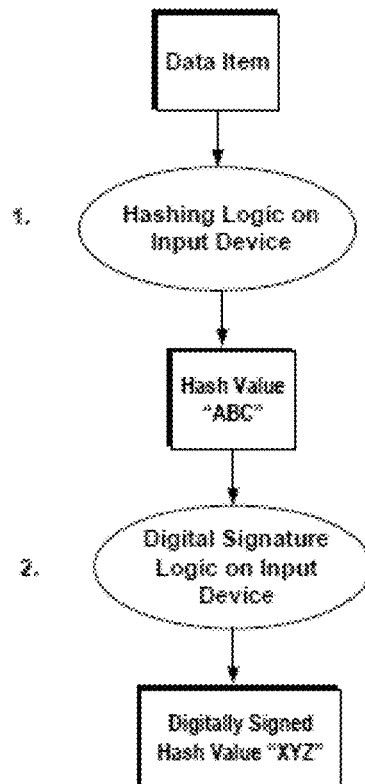 Data Item
1.
Hashing Logic on
Input Device
Hash Value
"ABC"
2.
Digital Signature
Logic on Input
Device
Digitally Signed
Hash Value "XYZ"